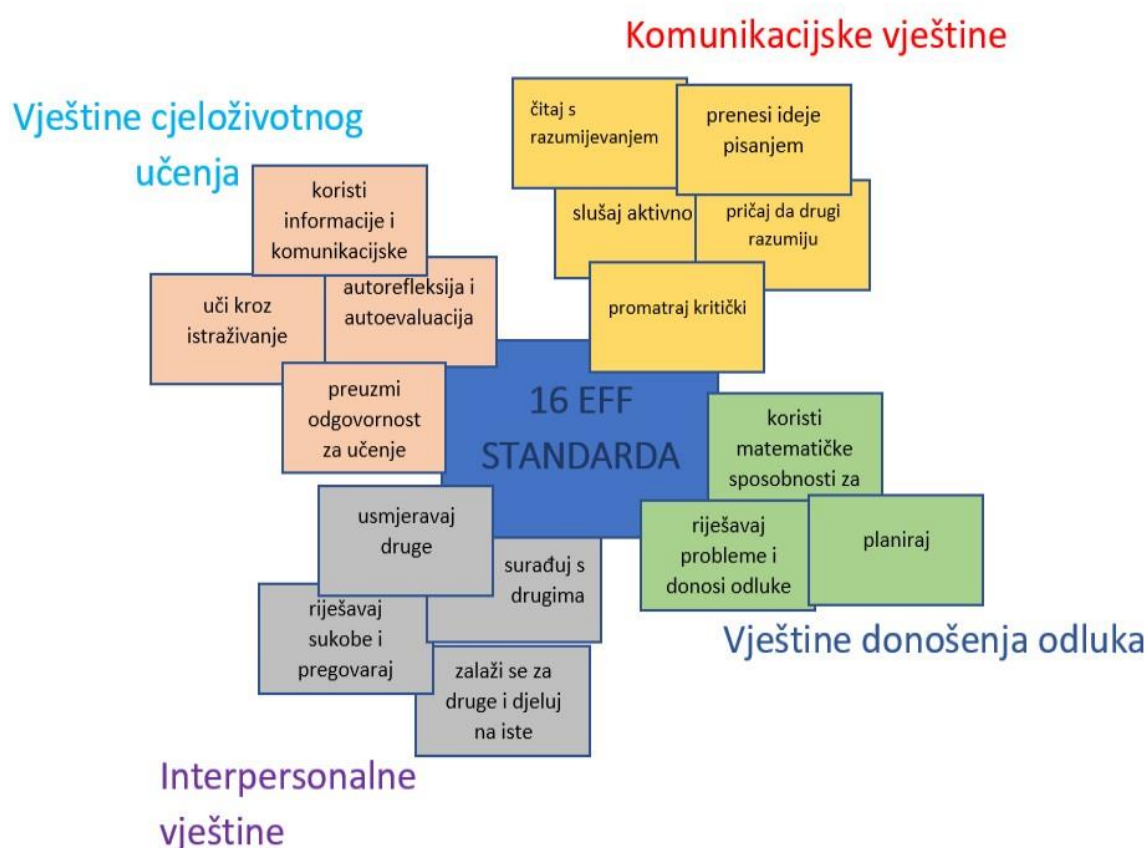 Komunikacijske vještine
čitaj s
razumijevanjem
prenesi ideje
pisanjem
slušaj aktivno
pričaj da drugi
razumiju
promatraj kritički
Vještine cjeloživotnog
učenja
koristi
informacije i
komunikacijske
uči kroz
istraživanje
autorefleksija i
autoevaluacija
preuzmi
odgovornost
za učenje
16 EFF
STANDARDA
koristi
matematičke
sposobnosti za
riješavaj
probleme i
donosi odluke
planiraj
Vještine donošenja odluka
usmjeravaj
druge
surađuj s
drugima
riješavaj
sukobe i
pregovaraj
zalaži se za
druge i djeluj
na iste
Interpersonalne
vještine